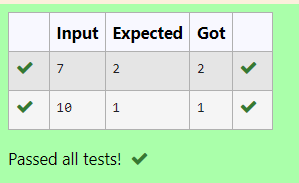 Input Expected Got
7 2 2
10 1 1
Passed all tests!